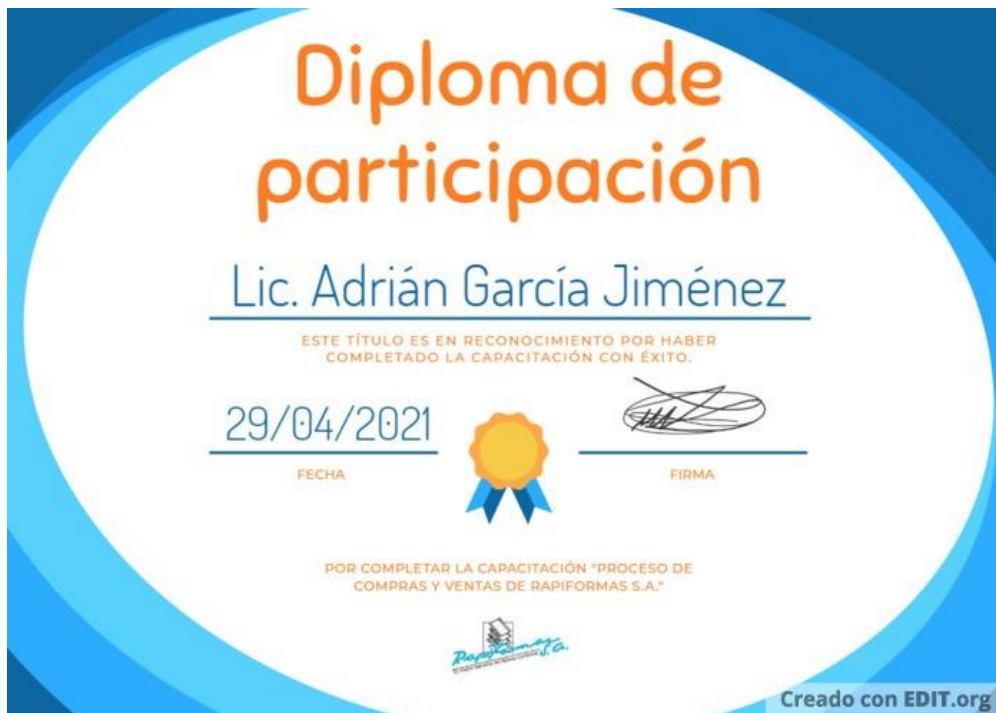 Diploma de
participación
Lic. Adrián García Jiménez
ESTE TÍTULO ES EN RECONOCIMIENTO POR HABER
COMPLETADO LA CAPACITACIÓN CON ÉXITO.
29/04/2021
FECHA
FIRMA
POR COMPLETAR LA CAPACITACIÓN "PROCESO DE
COMPRAS Y VENTAS DE RAPIFORMAS S.A."
Rapiformas S.A.
Creado con EDIT.org